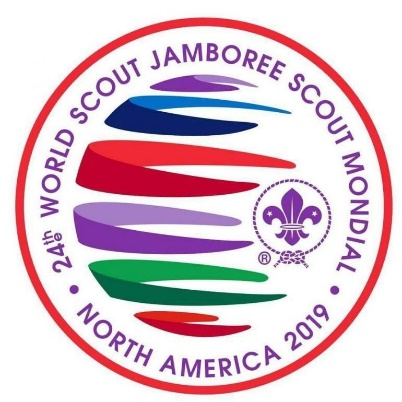 24th/e WORLD SCOUT JAMBOREE SCOUT MONDIAL
®
• NORTH AMERICA 2019 •